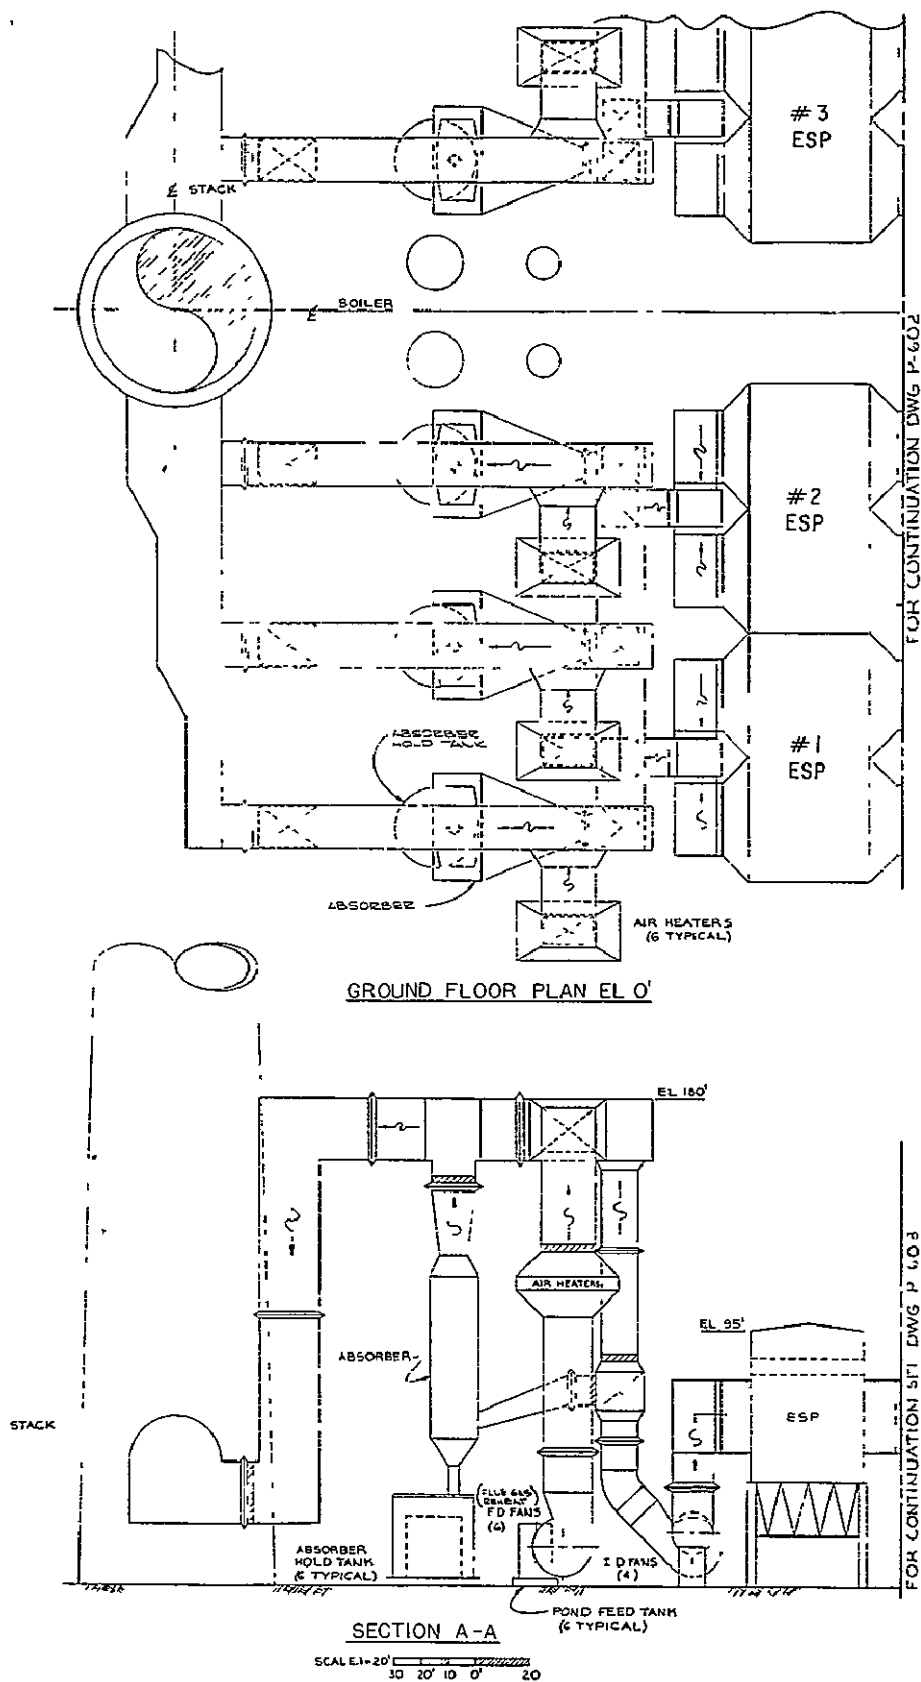 #3
ESP
℄ STACK
℄ BOILER
#2
ESP
FOR CONTINUATION DWG P-602
ABSORBER
HOLD TANK
#1
ESP
ABSORBER
AIR HEATERS
(6 TYPICAL)
GROUND FLOOR PLAN EL 0'
EL 180'
AIR HEATERS
EL 95'
ABSORBER
ESP
STACK
F D FANS
(6)
ABSORBER
HOLD TANK
(6 TYPICAL)
I D FANS
(4)
POND FEED TANK
(6 TYPICAL)
FOR CONTINUATION DWG P 603
SECTION A-A
SCALE: 1=20'
30 20' 10 0' 20